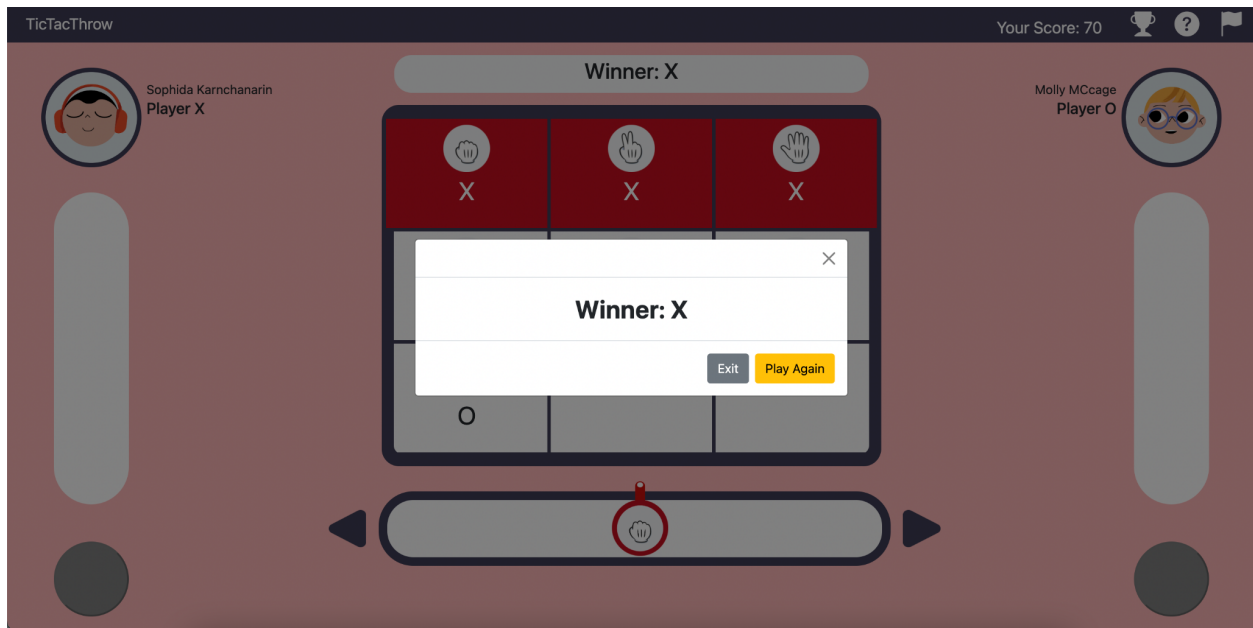 TicTacThrow
Your Score: 70
?
Sophida Karnchanarin
Player X
Winner: X
Molly MCcage
Player O
X X X
Winner: X
Exit Play Again
O